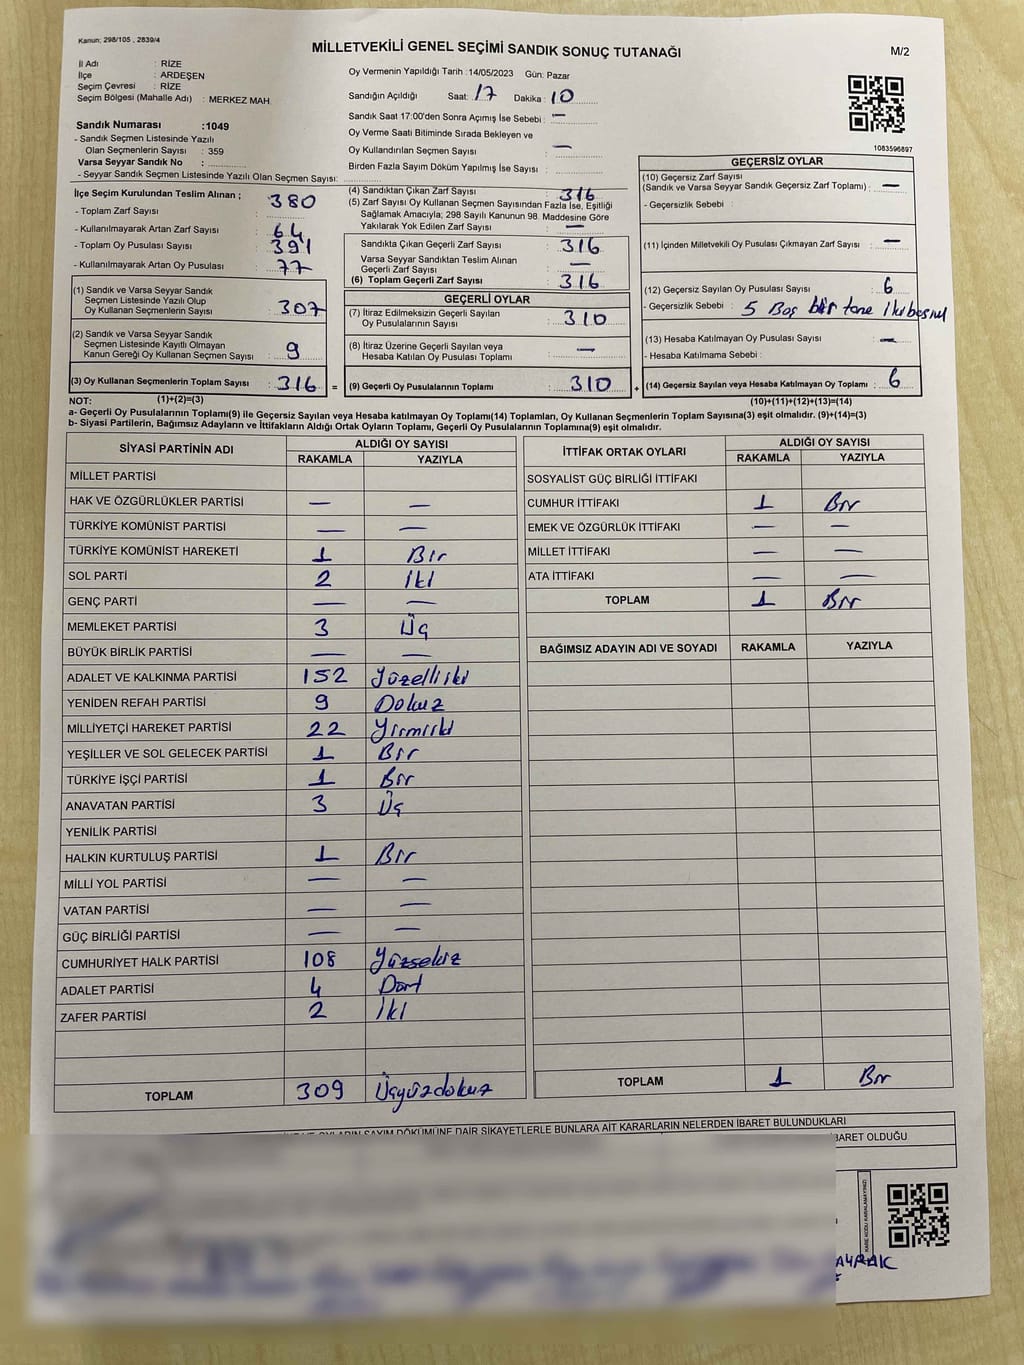 Kanun; 298/105 , 2839/4
MİLLETVEKİLİ GENEL SEÇİMİ SANDIK SONUÇ TUTANAĞI
M/2
İl Adı : RİZE
İlçe : ARDEŞEN
Seçim Çevresi : RİZE
Seçim Bölgesi (Mahalle Adı) : MERKEZ MAH
Sandık Numarası :1049
- Sandık Seçmen Listesinde Yazılı
Olan Seçmenlerin Sayısı : 359
Varsa Seyyar Sandık No :
- Seyyar Sandık Seçmen Listesinde Yazılı Olan Seçmen Sayısı:
Oy Vermenin Yapıldığı Tarih :14/05/2023 Gün: Pazar
Sandığın Açıldığı Saat: 17 Dakika : 10
Sandık Saat 17:00'den Sonra Açımış İse Sebebi : —
Oy Verme Saati Bitiminde Sırada Bekleyen ve
Oy Kullandırılan Seçmen Sayısı : —
Birden Fazla Sayım Döküm Yapılmış İse Sayısı :
1083596897
İlçe Seçim Kurulundan Teslim Alınan ; 380
- Toplam Zarf Sayısı :
- Kullanılmayarak Artan Zarf Sayısı : 64
- Toplam Oy Pusulası Sayısı : 391
- Kullanılmayarak Artan Oy Pusulası : 77
(1) Sandık ve Varsa Seyyar Sandık
Seçmen Listesinde Yazılı Olup
Oy Kullanan Seçmenlerin Sayısı : 307
(2) Sandık ve Varsa Seyyar Sandık
Seçmen Listesinde Kayıtlı Olmayan
Kanun Gereği Oy Kullanan Seçmen Sayısı : 9
(3) Oy Kullanan Seçmenlerin Toplam Sayısı : 316 =
(4) Sandıktan Çıkan Zarf Sayısı : 316
(5) Zarf Sayısı Oy Kullanan Seçmen Sayısından Fazla İse, Eşitliği
Sağlamak Amacıyla; 298 Sayılı Kanunun 98. Maddesine Göre
Yakılarak Yok Edilen Zarf Sayısı : —
Sandıkta Çıkan Geçerli Zarf Sayısı : 316
Varsa Seyyar Sandıktan Teslim Alınan
Geçerli Zarf Sayısı : —
(6) Toplam Geçerli Zarf Sayısı : 316
GEÇERLİ OYLAR
(7) İtiraz Edilmeksizin Geçerli Sayılan
Oy Pusulalarının Sayısı : 310
(8) İtiraz Üzerine Geçerli Sayılan veya
Hesaba Katılan Oy Pusulası Toplamı : —
(9) Geçerli Oy Pusulalarının Toplamı : 310 +
GEÇERSİZ OYLAR
(10) Geçersiz Zarf Sayısı
(Sandık ve Varsa Seyyar Sandık Geçersiz Zarf Toplamı) : —
- Geçersizlik Sebebi :
(11) İçinden Milletvekili Oy Pusulası Çıkmayan Zarf Sayısı : —
(12) Geçersiz Sayılan Oy Pusulası Sayısı : 6
- Geçersizlik Sebebi : 5 Boş bir tane
(13) Hesaba Katılmayan Oy Pusulası Sayısı : —
- Hesaba Katılmama Sebebi :
(14) Geçersiz Sayılan veya Hesaba Katılmayan Oy Toplamı : 6
NOT: (1)+(2)=(3) (10)+(11)+(12)+(13)=(14)
a- Geçerli Oy Pusulalarının Toplamı(9) ile Geçersiz Sayılan veya Hesaba katılmayan Oy Toplamı(14) Toplamları, Oy Kullanan Seçmenlerin Toplam Sayısına(3) eşit olmalıdır. (9)+(14)=(3)
b- Siyasi Partilerin, Bağımsız Adayların ve İttifakların Aldığı Ortak Oyların Toplamı, Geçerli Oy Pusulalarının Toplamına(9) eşit olmalıdır.
SİYASİ PARTİNİN ADI ALDIĞI OY SAYISI
RAKAMLA YAZIYLA
MİLLET PARTİSİ
HAK VE ÖZGÜRLÜKLER PARTİSİ — —
TÜRKİYE KOMÜNİST PARTİSİ — —
TÜRKİYE KOMÜNİST HAREKETİ 1 Bir
SOL PARTİ 2 İki
GENÇ PARTİ — —
MEMLEKET PARTİSİ 3 Üç
BÜYÜK BİRLİK PARTİSİ — —
ADALET VE KALKINMA PARTİSİ 152 Yüzelliiki
YENİDEN REFAH PARTİSİ 9 Dokuz
MİLLİYETÇİ HAREKET PARTİSİ 22 Yirmiiki
YEŞİLLER VE SOL GELECEK PARTİSİ 1 Bir
TÜRKİYE İŞÇİ PARTİSİ 1 Bir
ANAVATAN PARTİSİ 3 Üç
YENİLİK PARTİSİ
HALKIN KURTULUŞ PARTİSİ 1 Bir
MİLLİ YOL PARTİSİ — —
VATAN PARTİSİ — —
GÜÇ BİRLİĞİ PARTİSİ — —
CUMHURİYET HALK PARTİSİ 108 Yüzsekiz
ADALET PARTİSİ 4 Dört
ZAFER PARTİSİ 2 İki
TOPLAM 309 Üçyüzdokuz
İTTİFAK ORTAK OYLARI ALDIĞI OY SAYISI
RAKAMLA YAZIYLA
SOSYALİST GÜÇ BİRLİĞİ İTTİFAKI
CUMHUR İTTİFAKI 1 Bir
EMEK VE ÖZGÜRLÜK İTTİFAKI — —
MİLLET İTTİFAKI — —
ATA İTTİFAKI — —
TOPLAM 1 Bir
BAĞIMSIZ ADAYIN ADI VE SOYADI RAKAMLA YAZIYLA
TOPLAM 1 Bir
OYLARIN SAYIM DÖKÜMÜNE DAİR ŞİKAYETLERLE BUNLARA AİT KARARLARIN NELERDEN İBARET BULUNDUKLARI
BARET OLDUĞU
KARE KODU KARALAMAYINIZ!
AYRAK